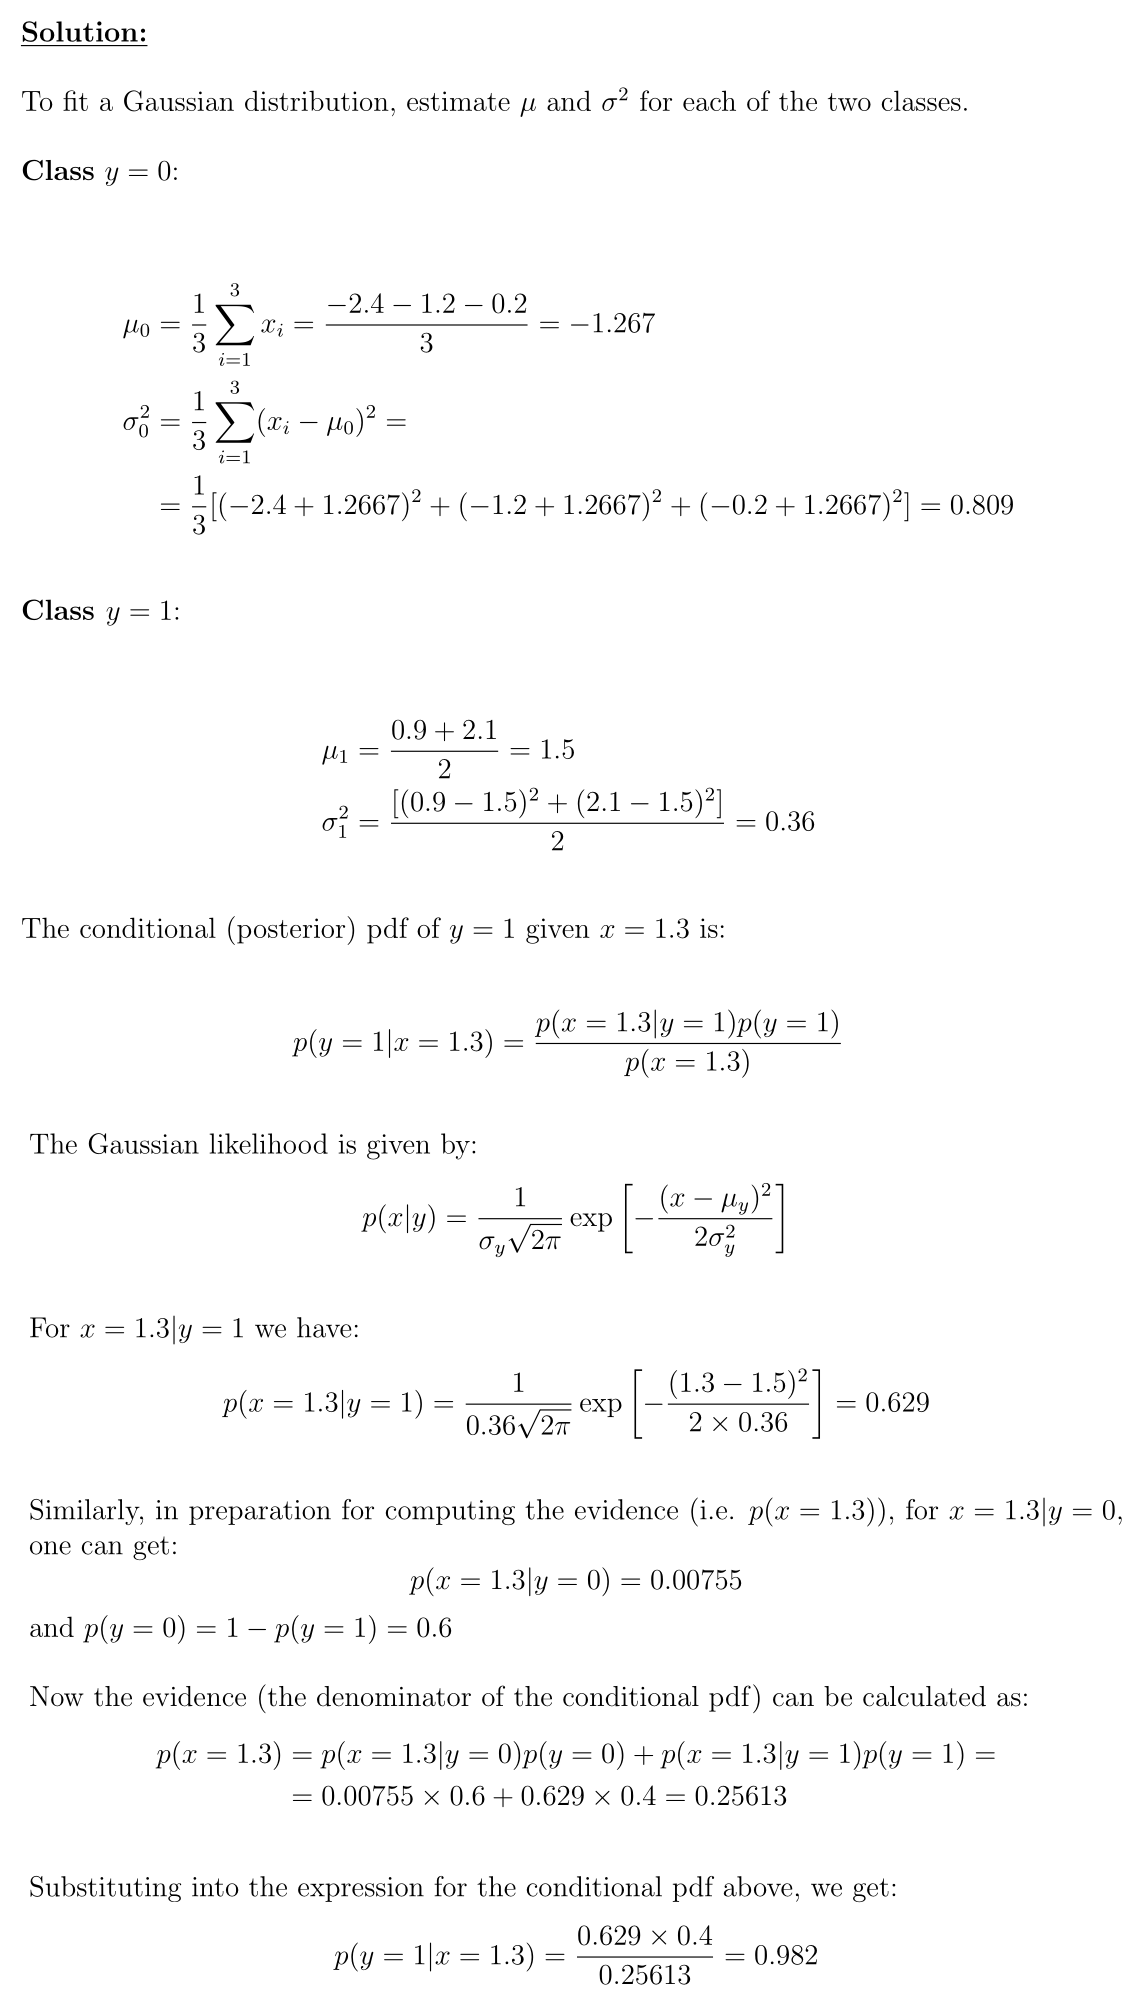 Solution:
To fit a Gaussian distribution, estimate $\mu$ and $\sigma^2$ for each of the two classes.
Class $y = 0$:
$\mu_0 = \frac{1}{3}\sum_{i=1}^{3} x_i = \frac{-2.4 - 1.2 - 0.2}{3} = -1.267$
$\sigma_0^2 = \frac{1}{3}\sum_{i=1}^{3}(x_i - \mu_0)^2 =$
$= \frac{1}{3}[(-2.4 + 1.2667)^2 + (-1.2 + 1.2667)^2 + (-0.2 + 1.2667)^2] = 0.809$
Class $y = 1$:
$\mu_1 = \frac{0.9 + 2.1}{2} = 1.5$
$\sigma_1^2 = \frac{[(0.9 - 1.5)^2 + (2.1 - 1.5)^2]}{2} = 0.36$
The conditional (posterior) pdf of $y = 1$ given $x = 1.3$ is:
$p(y = 1|x = 1.3) = \frac{p(x = 1.3|y = 1)p(y = 1)}{p(x = 1.3)}$
The Gaussian likelihood is given by:
$p(x|y) = \frac{1}{\sigma_y\sqrt{2\pi}} \exp\left[-\frac{(x - \mu_y)^2}{2\sigma_y^2}\right]$
For $x = 1.3|y = 1$ we have:
$p(x = 1.3|y = 1) = \frac{1}{0.36\sqrt{2\pi}} \exp\left[-\frac{(1.3 - 1.5)^2}{2 \times 0.36}\right] = 0.629$
Similarly, in preparation for computing the evidence (i.e. $p(x = 1.3)$), for $x = 1.3|y = 0$,
one can get:
$p(x = 1.3|y = 0) = 0.00755$
and $p(y = 0) = 1 - p(y = 1) = 0.6$
Now the evidence (the denominator of the conditional pdf) can be calculated as:
$p(x = 1.3) = p(x = 1.3|y = 0)p(y = 0) + p(x = 1.3|y = 1)p(y = 1) =$
$= 0.00755 \times 0.6 + 0.629 \times 0.4 = 0.25613$
Substituting into the expression for the conditional pdf above, we get:
$p(y = 1|x = 1.3) = \frac{0.629 \times 0.4}{0.25613} = 0.982$